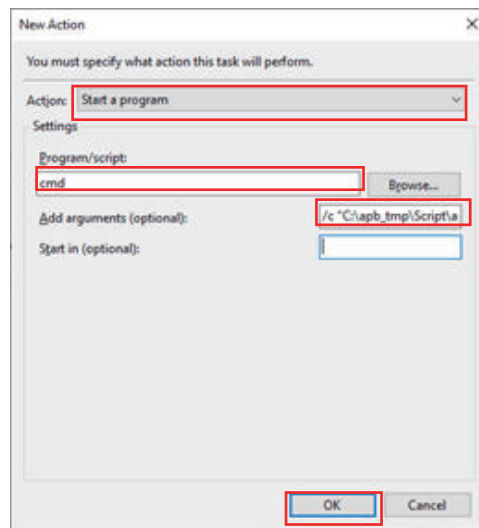 New Action
You must specify what action this task will perform.
Action: Start a program
Settings
Program/script:
cmd
Browse...
Add arguments (optional): /c "C:\apb_tmp\Script\a
Start in (optional):
OK Cancel